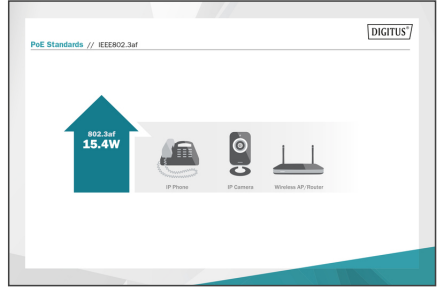 DIGITUS®
PoE Standards // IEEE802.3af
802.3af
15.4W
IP Phone
IP Camera
Wireless AP/Router